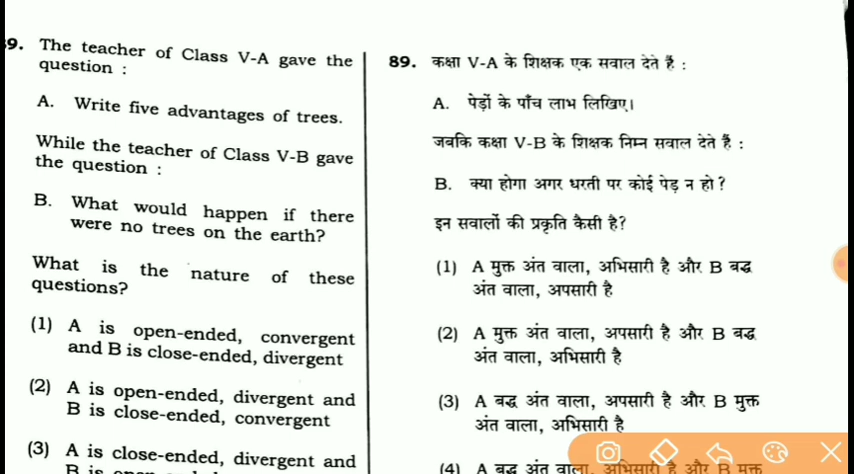 9. The teacher of Class V-A gave the
question :
A. Write five advantages of trees.
While the teacher of Class V-B gave
the question :
B. What would happen if there
were no trees on the earth?
What is the nature of these
questions?
(1) A is open-ended, convergent
and B is close-ended, divergent
(2) A is open-ended, divergent and
B is close-ended, convergent
(3) A is close-ended, divergent and
B is
89. कक्षा V-A के शिक्षक एक सवाल देते हैं :
A. पेड़ों के पाँच लाभ लिखिए।
जबकि कक्षा V-B के शिक्षक निम्न सवाल देते हैं :
B. क्या होगा अगर धरती पर कोई पेड़ न हो?
इन सवालों की प्रकृति कैसी है?
(1) A मुक्त अंत वाला, अभिसारी है और B बद्ध
अंत वाला, अपसारी है
(2) A मुक्त अंत वाला, अपसारी है और B बद्ध
अंत वाला, अभिसारी है
(3) A बद्ध अंत वाला, अपसारी है और B मुक्त
अंत वाला, अभिसारी है
(4) A बद्ध अंत वाला, अभिसारी है और B मुक्त